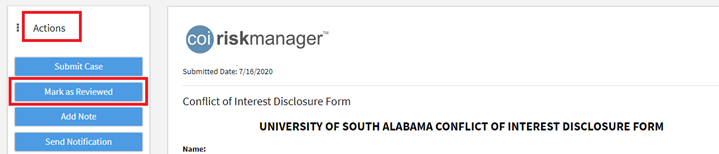 Actions
Submit Case
Mark as Reviewed
Add Note
Send Notification
coi riskmanager™
Submitted Date: 7/16/2020
Conflict of Interest Disclosure Form
UNIVERSITY OF SOUTH ALABAMA CONFLICT OF INTEREST DISCLOSURE FORM
Name: